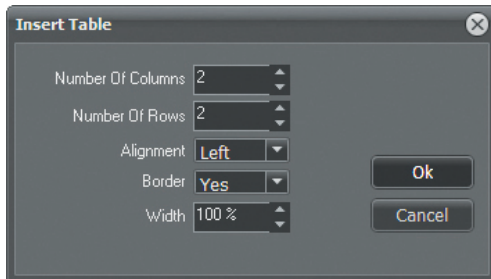 Insert Table
Number Of Columns 2
Number Of Rows 2
Alignment Left
Border Yes
Width 100 %
Ok
Cancel